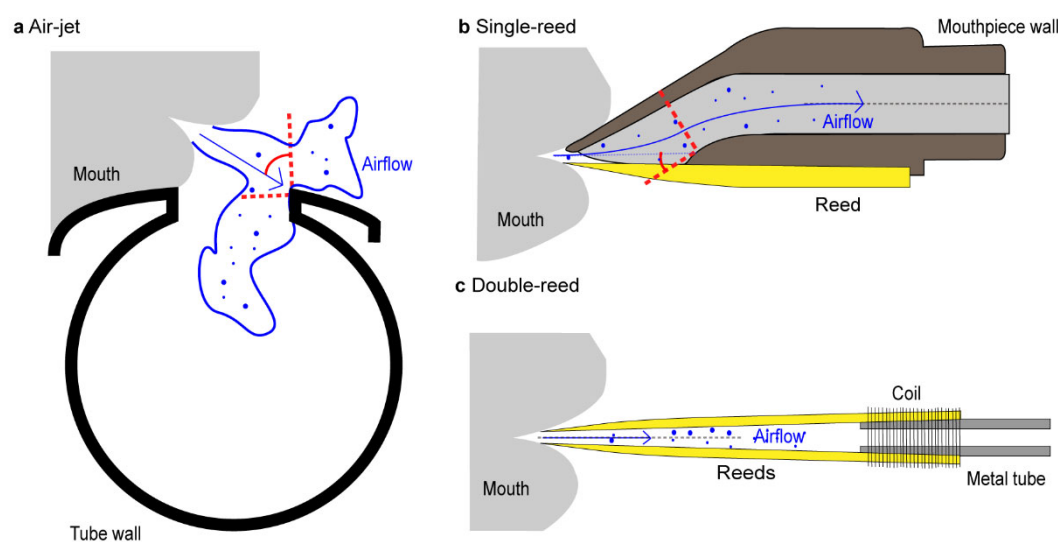 a Air-jet
Mouth
Airflow
Tube wall
b Single-reed
Mouthpiece wall
Airflow
Mouth
Reed
c Double-reed
Coil
Airflow
Mouth
Reeds
Metal tube